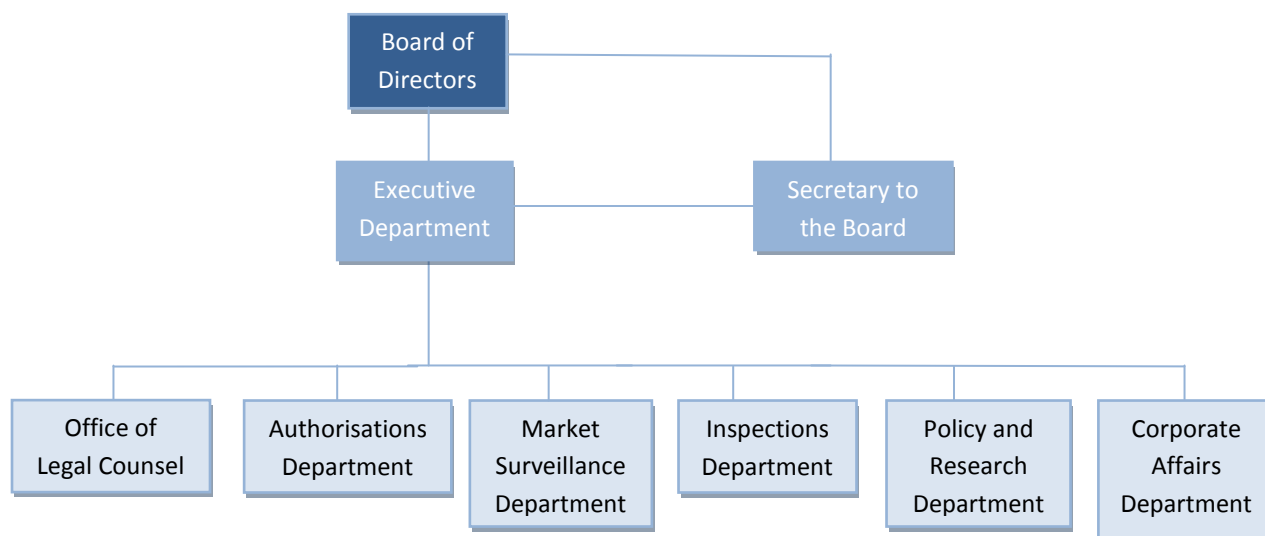 Board of
Directors
Executive
Department
Secretary to
the Board
Office of
Legal Counsel
Authorisations
Department
Market
Surveillance
Department
Inspections
Department
Policy and
Research
Department
Corporate
Affairs
Department